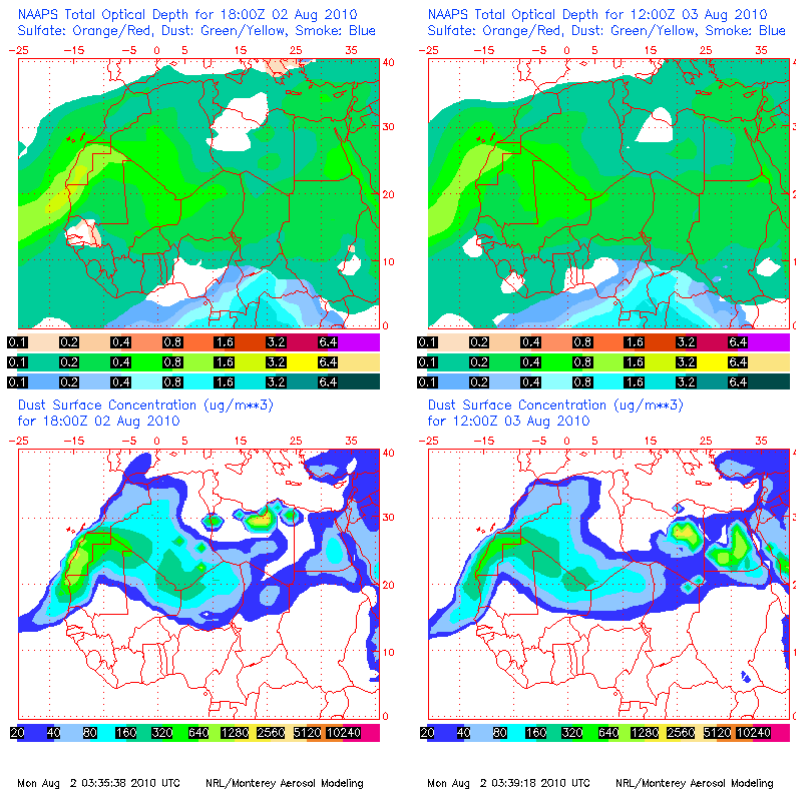 NAAPS Total Optical Depth for 18:00Z 02 Aug 2010
Sulfate: Orange/Red, Dust: Green/Yellow, Smoke: Blue
-25 -15 -5 0 5 15 25 35
40
30
20
10
0
0.1 0.2 0.4 0.8 1.6 3.2 6.4
0.1 0.2 0.4 0.8 1.6 3.2 6.4
0.1 0.2 0.4 0.8 1.6 3.2 6.4
NAAPS Total Optical Depth for 12:00Z 03 Aug 2010
Sulfate: Orange/Red, Dust: Green/Yellow, Smoke: Blue
-25 -15 -5 0 5 15 25 35
40
30
20
10
0
0.1 0.2 0.4 0.8 1.6 3.2 6.4
0.1 0.2 0.4 0.8 1.6 3.2 6.4
0.1 0.2 0.4 0.8 1.6 3.2 6.4
Dust Surface Concentration (ug/m**3)
for 18:00Z 02 Aug 2010
-25 -15 -5 0 5 15 25 35
40
30
20
10
0
20 40 80 160 320 640 1280 2560 5120 10240
Mon Aug 2 03:35:38 2010 UTC NRL/Monterey Aerosol Modeling
Dust Surface Concentration (ug/m**3)
for 12:00Z 03 Aug 2010
-25 -15 -5 0 5 15 25 35
40
30
20
10
0
20 40 80 160 320 640 1280 2560 5120 10240
Mon Aug 2 03:39:18 2010 UTC NRL/Monterey Aerosol Modeling